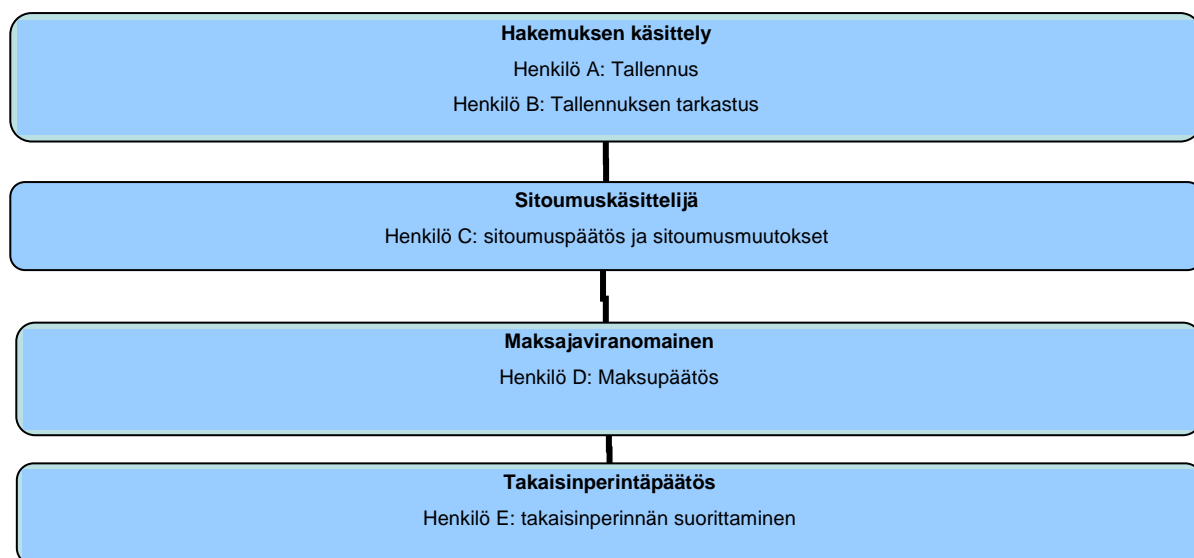 Hakemuksen käsittely
Henkilö A: Tallennus
Henkilö B: Tallennuksen tarkastus
Sitoumuskäsittelijä
Henkilö C: sitoumuspäätös ja sitoumusmuutokset
Maksajaviranomainen
Henkilö D: Maksupäätös
Takaisinperintäpäätös
Henkilö E: takaisinperinnän suorittaminen